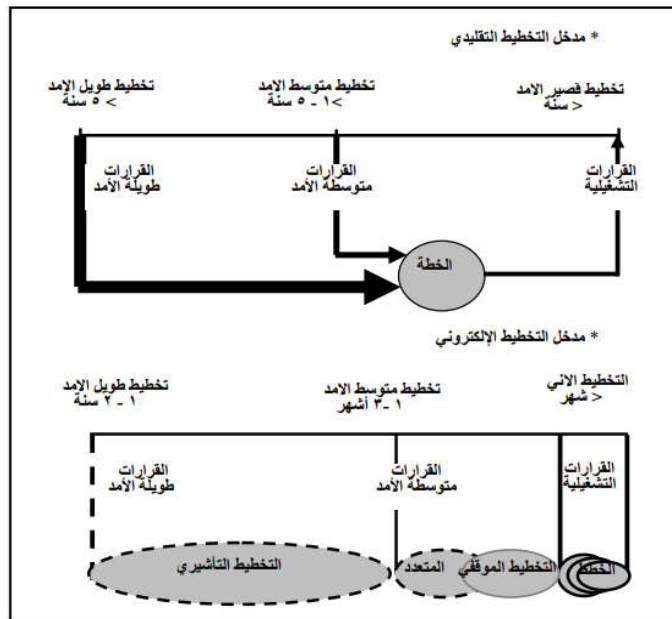 * مدخل التخطيط التقليدي
تخطيط قصير الامد
< سنة
تخطيط متوسط الامد
>١ - ٥ سنة
تخطيط طويل الامد
> ٥ سنة
القرارات
التشغيلية
القرارات
متوسطة الأمد
القرارات
طويلة الأمد
الخطة
* مدخل التخطيط الإلكتروني
التخطيط الاني
< شهر
تخطيط متوسط الامد
١ -٣ أشهر
تخطيط طويل الامد
١ - ٢ سنة
القرارات
التشغيلية
القرارات
متوسطة الأمد
القرارات
طويلة الأمد
الخطط
التخطيط الموقفي
المتعدد
التخطيط التأشيري